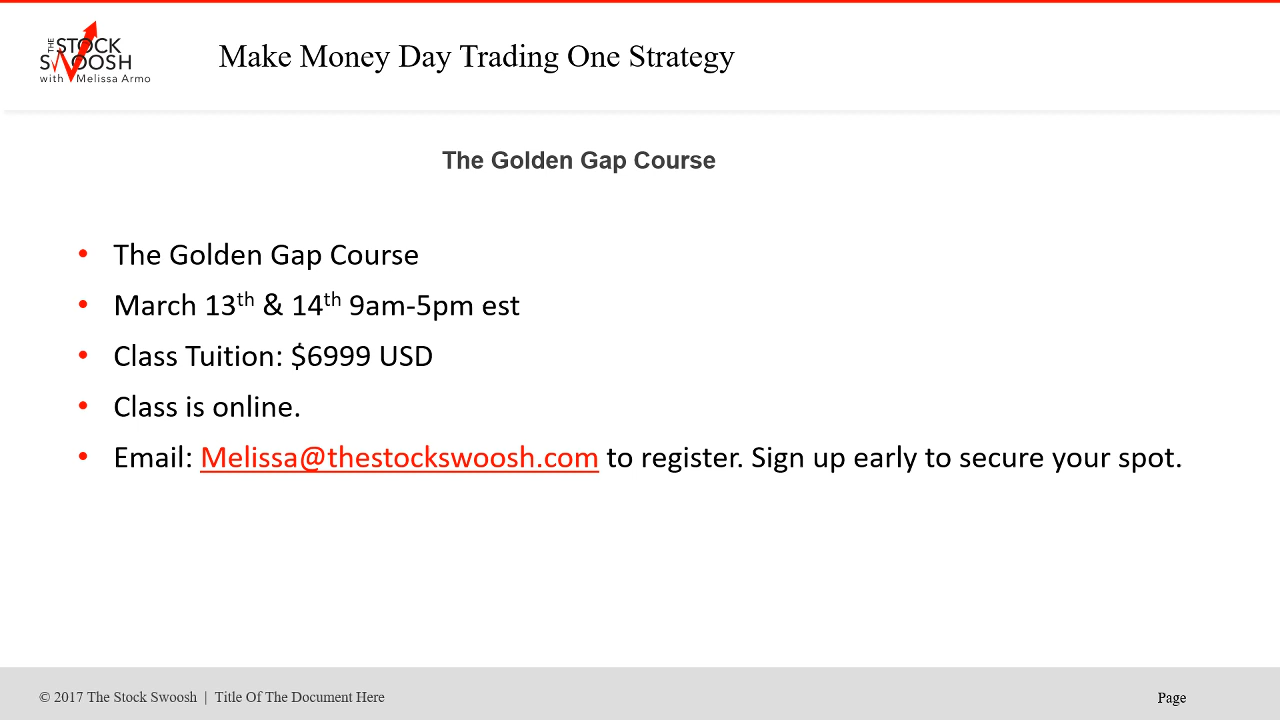 THE STOCK
SWOOSH
with Melissa Armo
Make Money Day Trading One Strategy
The Golden Gap Course
• The Golden Gap Course
• March 13th & 14th 9am-5pm est
• Class Tuition: $6999 USD
• Class is online.
• Email: Melissa@thestockswoosh.com to register. Sign up early to secure your spot.
© 2017 The Stock Swoosh | Title Of The Document Here
Page